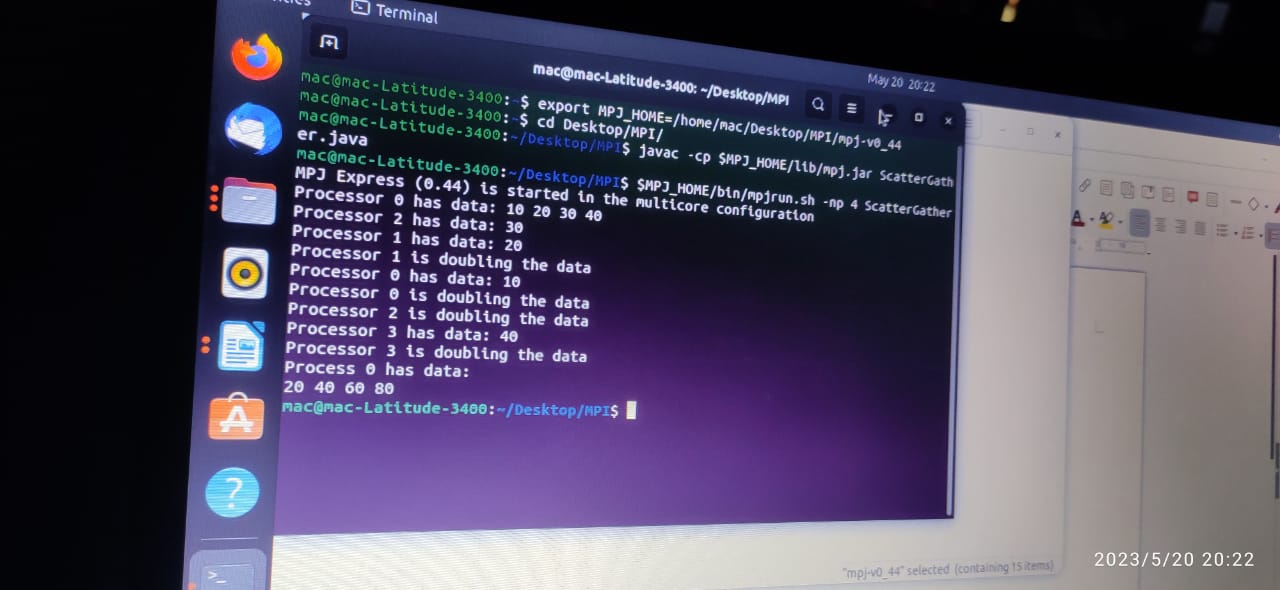 Terminal
May 20 20:22
mac@mac-Latitude-3400: ~/Desktop/MPI
mac@mac-Latitude-3400:~$ export MPJ_HOME=/home/mac/Desktop/MPI/mpj-v0_44
mac@mac-Latitude-3400:~$ cd Desktop/MPI/
mac@mac-Latitude-3400:~/Desktop/MPI$ javac -cp $MPJ_HOME/lib/mpj.jar ScatterGath
er.java
mac@mac-Latitude-3400:~/Desktop/MPI$ $MPJ_HOME/bin/mpjrun.sh -np 4 ScatterGather
MPJ Express (0.44) is started in the multicore configuration
Processor 0 has data: 10 20 30 40
Processor 2 has data: 30
Processor 1 has data: 20
Processor 1 is doubling the data
Processor 0 has data: 10
Processor 0 is doubling the data
Processor 2 is doubling the data
Processor 3 has data: 40
Processor 3 is doubling the data
Process 0 has data:
20 40 60 80
mac@mac-Latitude-3400:~/Desktop/MPI$
"mpj-v0_44" selected (containing 15 items)
2023/5/20 20:22